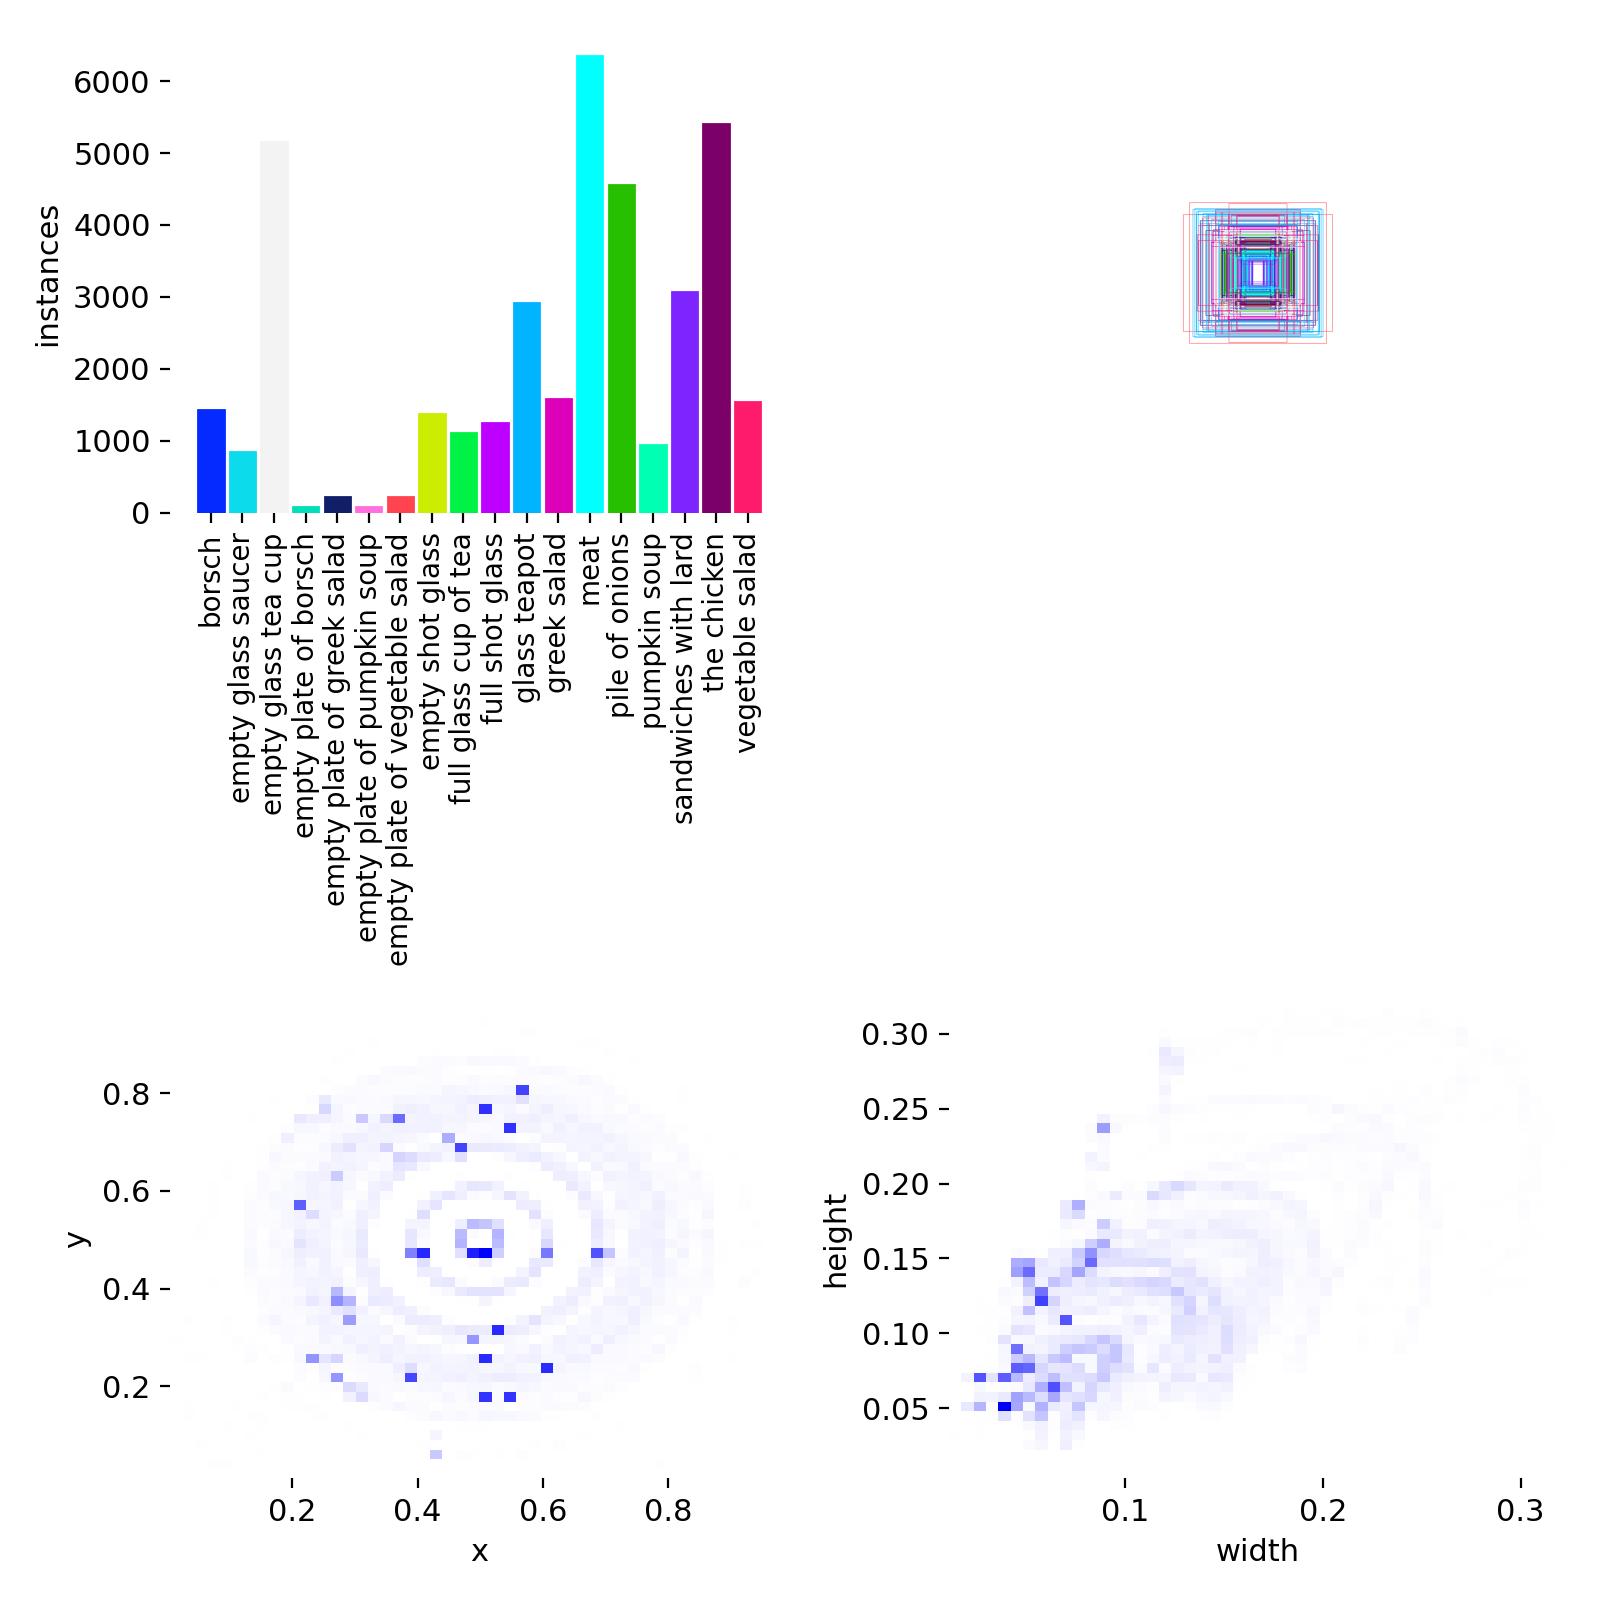 instances
6000
5000
4000
3000
2000
1000
0
borsch
empty glass saucer
empty glass tea cup
empty plate of borsch
empty plate of greek salad
empty plate of pumpkin soup
empty plate of vegetable salad
empty shot glass
full glass cup of tea
full shot glass
glass teapot
greek salad
meat
pile of onions
pumpkin soup
sandwiches with lard
the chicken
vegetable salad
y
0.8
0.6
0.4
0.2
0.2 0.4 0.6 0.8
x
height
0.30
0.25
0.20
0.15
0.10
0.05
0.1 0.2 0.3
width